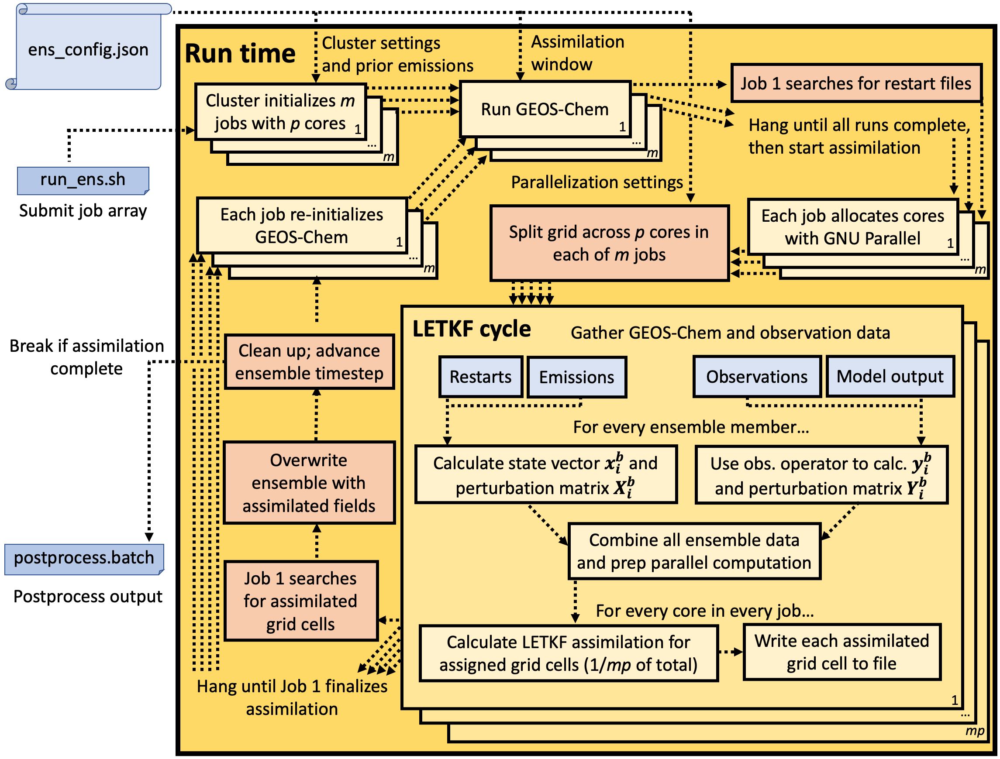 ens_config.json
Run time
Cluster settings
and prior emissions
Assimilation
window
Cluster initializes m
jobs with p cores
1
...
m
Run GEOS-Chem
1
...
m
Job 1 searches for restart files
Hang until all runs complete,
then start assimilation
run_ens.sh
Submit job array
Parallelization settings
Each job re-initializes
GEOS-Chem
1
...
m
Split grid across p cores in
each of m jobs
Each job allocates cores
with GNU Parallel
1
...
m
Break if assimilation
complete
Clean up; advance
ensemble timestep
Overwrite
ensemble with
assimilated fields
Job 1 searches
for assimilated
grid cells
Hang until Job 1 finalizes
assimilation
postprocess.batch
Postprocess output
LETKF cycle
Gather GEOS-Chem and observation data
Restarts
Emissions
Observations
Model output
For every ensemble member...
Calculate state vector x_i^b and
perturbation matrix X_i^b
Use obs. operator to calc. y_i^b
and perturbation matrix Y_i^b
Combine all ensemble data
and prep parallel computation
For every core in every job...
Calculate LETKF assimilation for
assigned grid cells (1/mp of total)
Write each assimilated
grid cell to file
1
...
mp